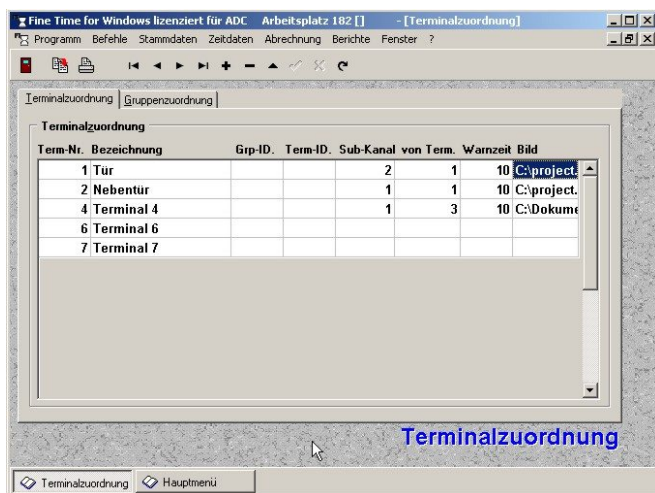 Fine Time for Windows lizenziert für ADC Arbeitsplatz 182 [] - [Terminalzuordnung]
Programm Befehle Stammdaten Zeitdaten Abrechnung Berichte Fenster ?
Terminalzuordnung Gruppenzuordnung
Terminalzuordnung
Term-Nr. Bezeichnung Grp-ID. Term-ID. Sub-Kanal von Term. Warnzeit Bild
1 Tür 2 1 10 C:\project.
2 Nebentür 1 1 10 C:\project.
4 Terminal 4 1 3 10 C:\Dokume
6 Terminal 6
7 Terminal 7
Terminalzuordnung
Terminalzuordnung Hauptmenü